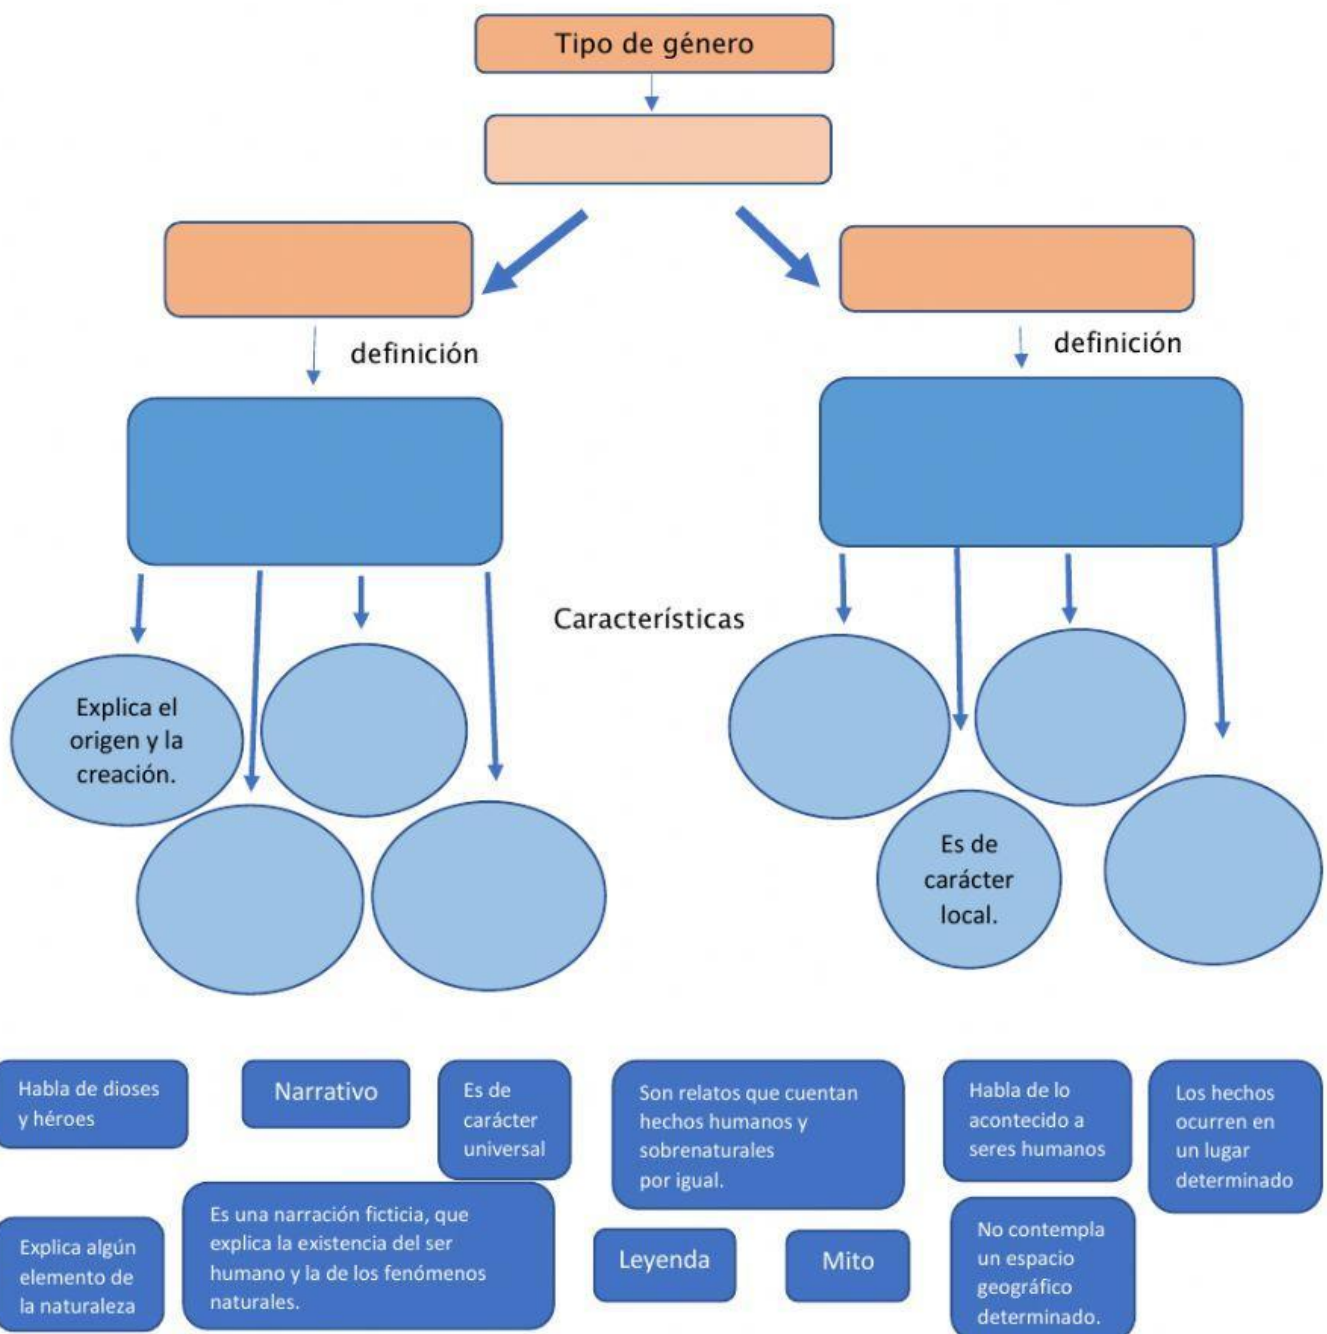 Tipo de género
definición
definición
Características
Explica el
origen y la
creación.
Es de
carácter
local.
Habla de dioses
y héroes
Narrativo
Es de
carácter
universal
Son relatos que cuentan
hechos humanos y
sobrenaturales
por igual.
Habla de lo
acontecido a
seres humanos
Los hechos
ocurren en
un lugar
determinado
Explica algún
elemento de
la naturaleza
Es una narración ficticia, que
explica la existencia del ser
humano y la de los fenómenos
naturales.
Leyenda
Mito
No contempla
un espacio
geográfico
determinado.